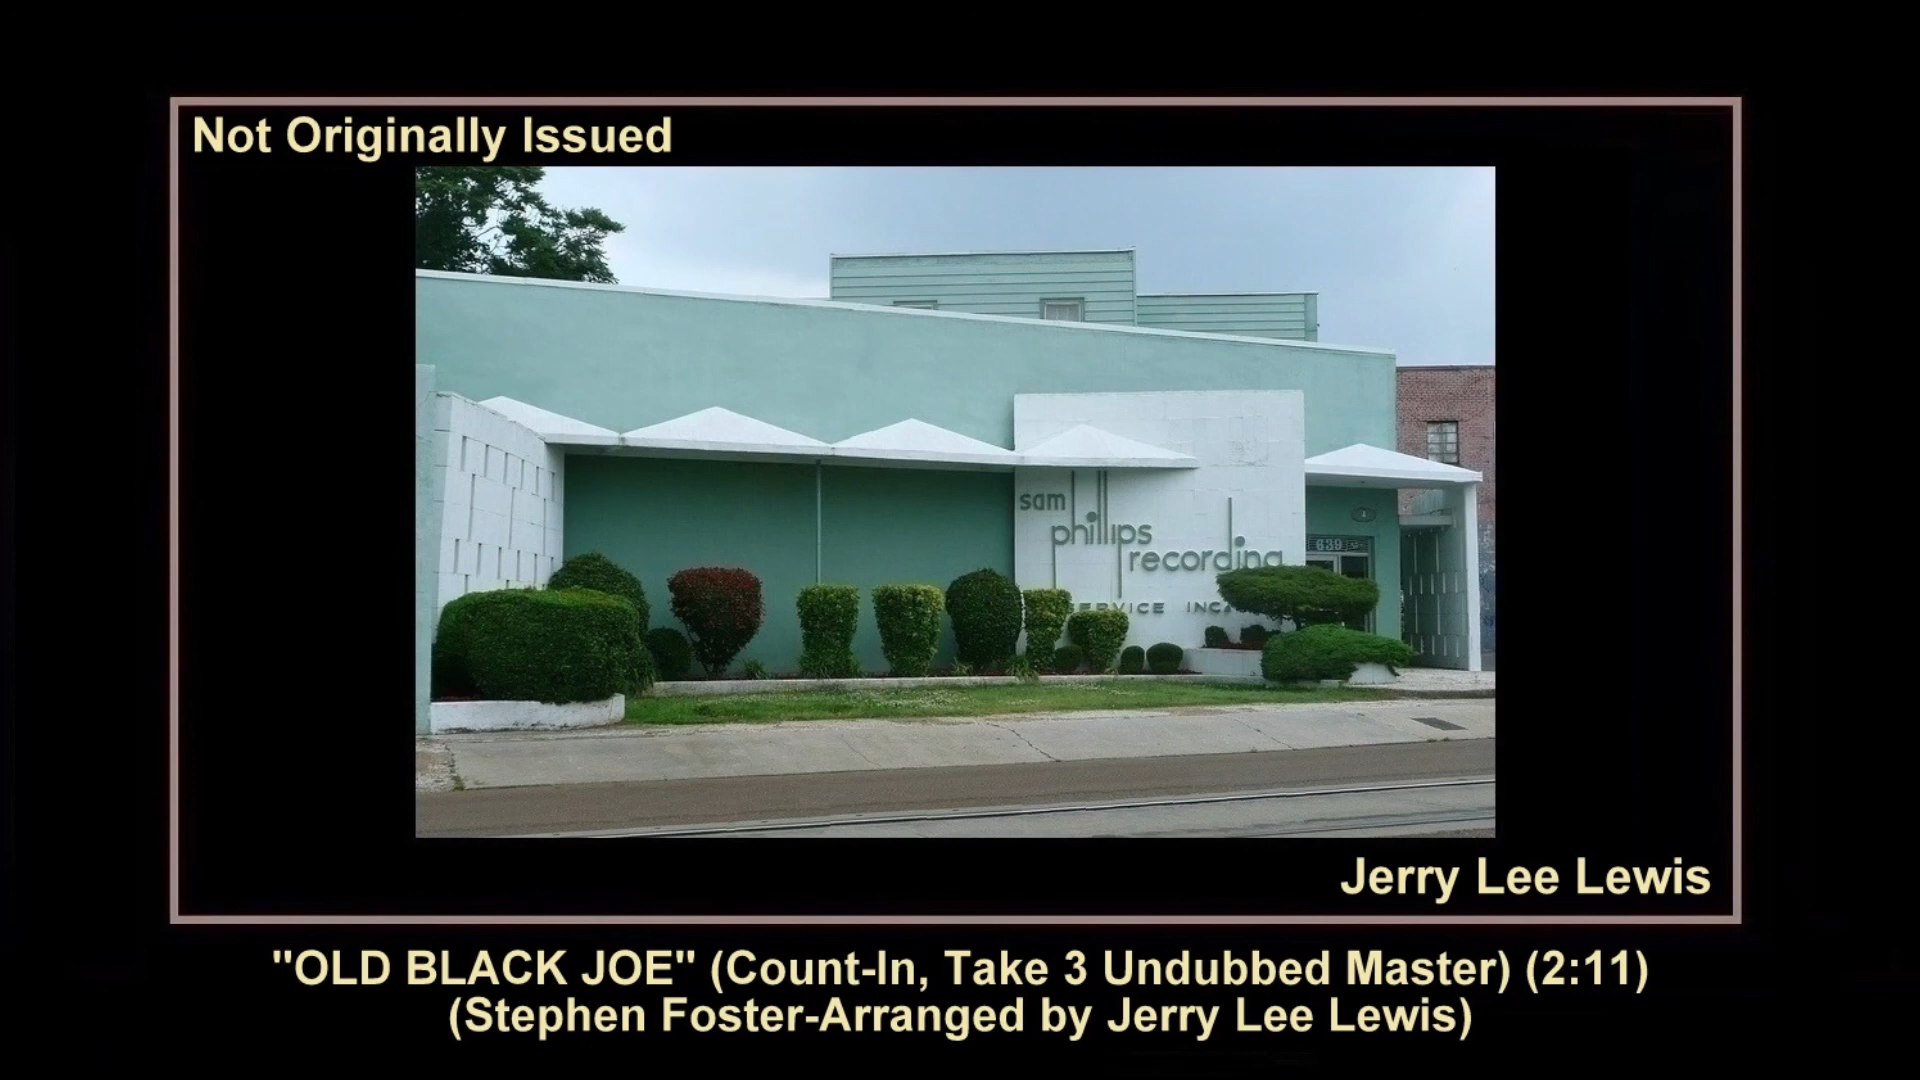 Not Originally Issued
sam
phillips
recording
639
SERVICE INC.
Jerry Lee Lewis
"OLD BLACK JOE" (Count-In, Take 3 Undubbed Master) (2:11)
(Stephen Foster-Arranged by Jerry Lee Lewis)